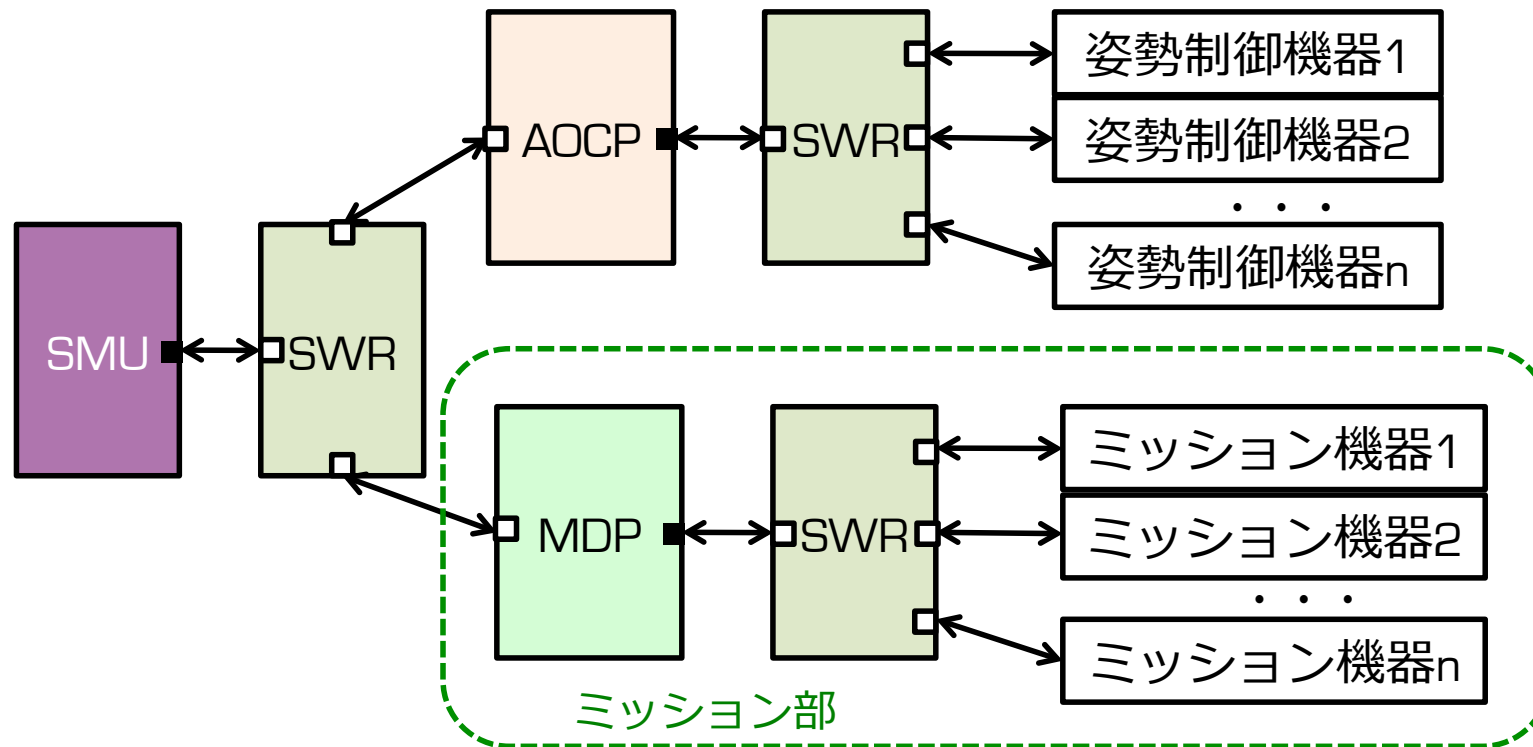 AOCP
SWR
姿勢制御機器1
姿勢制御機器2
・・・
姿勢制御機器n
SMU
SWR
MDP
SWR
ミッション機器1
ミッション機器2
・・・
ミッション機器n
ミッション部